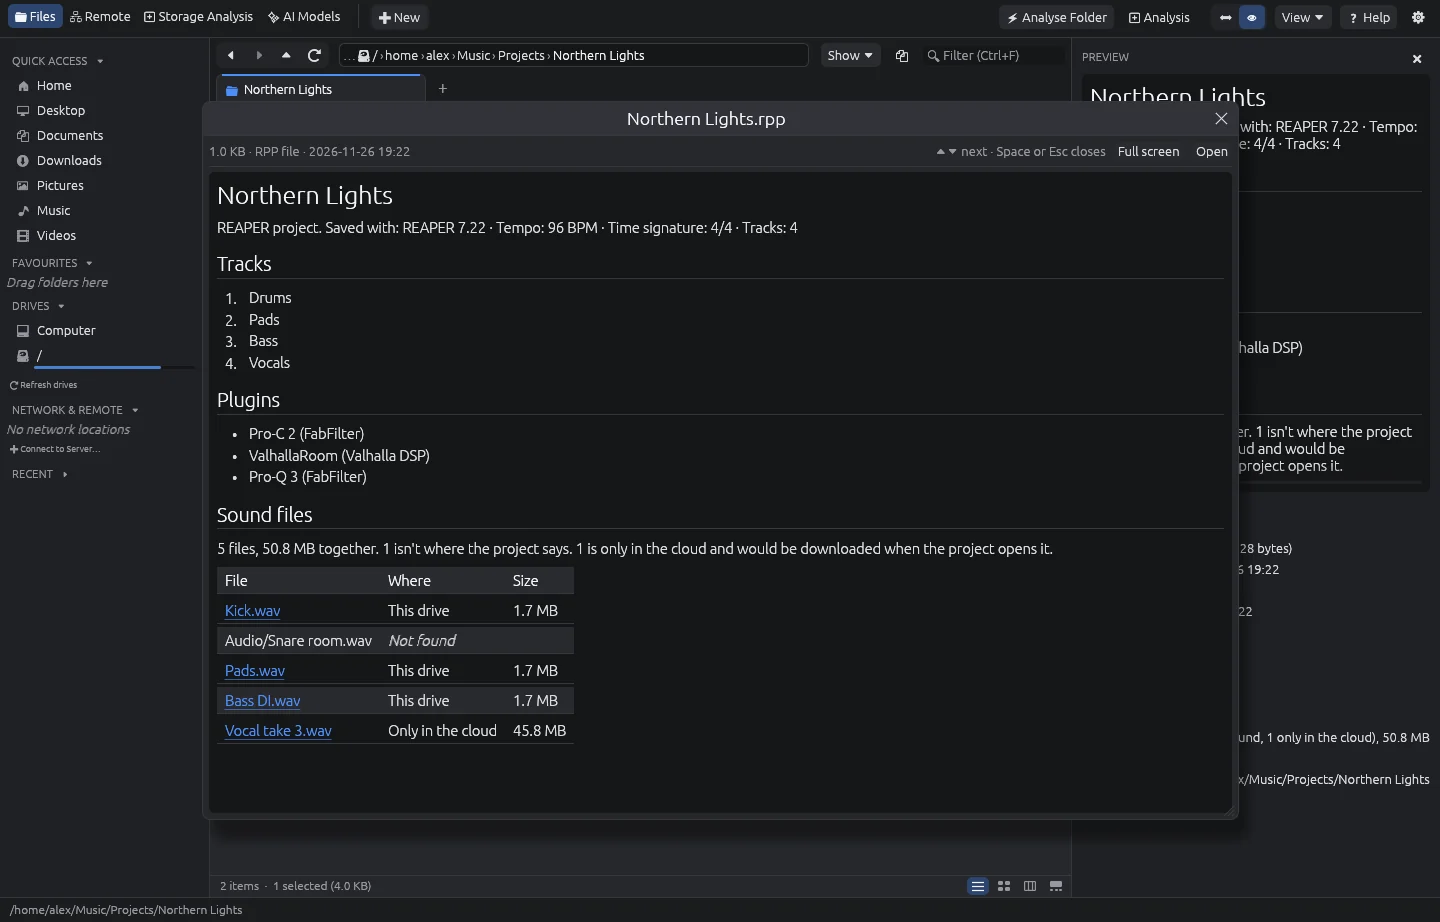 Files Remote Storage Analysis AI Models New Analyse Folder Analysis View Help
QUICK ACCESS
Home
Desktop
Documents
Downloads
Pictures
Music
Videos
FAVOURITES
Drag folders here
DRIVES
Computer
/
Refresh drives
NETWORK & REMOTE
No network locations
Connect to Server...
RECENT
... / › home › alex › Music › Projects › Northern Lights
Show Filter (Ctrl+F)
Northern Lights
PREVIEW
Northern Lights
with: REAPER 7.22 · Tempo:
e: 4/4 · Tracks: 4
halla DSP)
er. 1 isn't where the project
ud and would be
project opens it.
28 bytes)
6 19:22
22
und, 1 only in the cloud), 50.8 MB
x/Music/Projects/Northern Lights
Northern Lights.rpp
1.0 KB · RPP file · 2026-11-26 19:22
next · Space or Esc closes Full screen Open
Northern Lights
REAPER project. Saved with: REAPER 7.22 · Tempo: 96 BPM · Time signature: 4/4 · Tracks: 4
Tracks
1. Drums
2. Pads
3. Bass
4. Vocals
Plugins
• Pro-C 2 (FabFilter)
• ValhallaRoom (Valhalla DSP)
• Pro-Q 3 (FabFilter)
Sound files
5 files, 50.8 MB together. 1 isn't where the project says. 1 is only in the cloud and would be downloaded when the project opens it.
File Where Size
Kick.wav This drive 1.7 MB
Audio/Snare room.wav Not found
Pads.wav This drive 1.7 MB
Bass DI.wav This drive 1.7 MB
Vocal take 3.wav Only in the cloud 45.8 MB
2 items · 1 selected (4.0 KB)
/home/alex/Music/Projects/Northern Lights